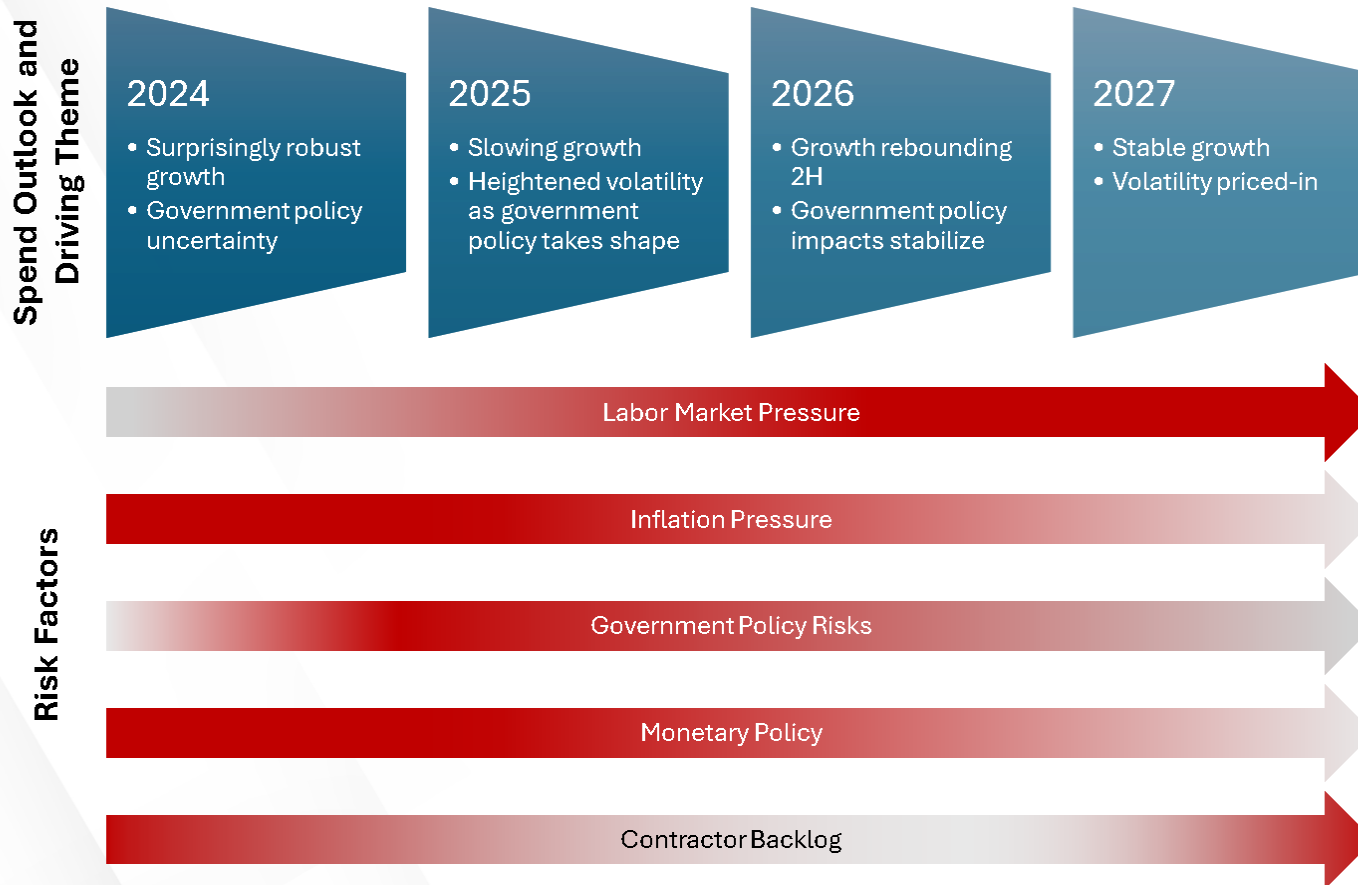 Spend Outlook and
Driving Theme
2024
• Surprisingly robust
growth
• Government policy
uncertainty
2025
• Slowing growth
• Heightened volatility
as government
policy takes shape
2026
• Growth rebounding
2H
• Government policy
impacts stabilize
2027
• Stable growth
• Volatility priced-in
Risk Factors
Labor Market Pressure
Inflation Pressure
Government Policy Risks
Monetary Policy
Contractor Backlog